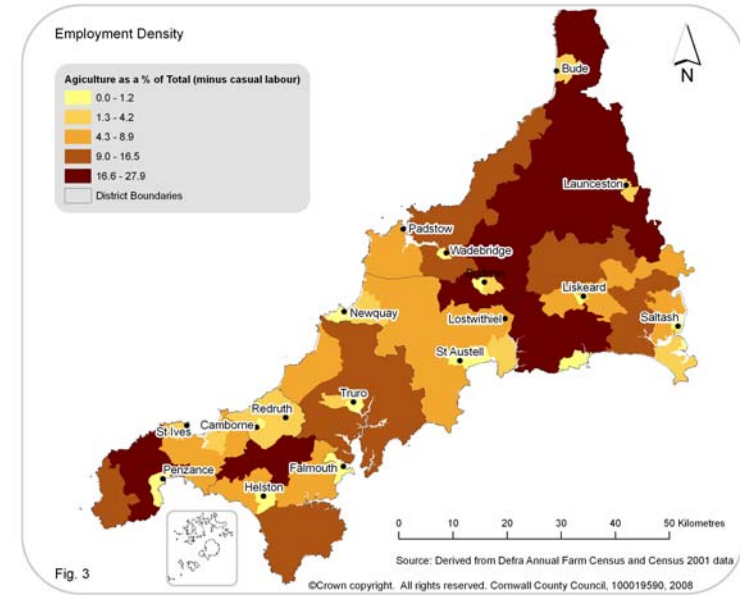 Employment Density
Agiculture as a % of Total (minus casual labour)
0.0 - 1.2
1.3 - 4.2
4.3 - 8.9
9.0 - 16.5
16.6 - 27.9
District Boundaries
N
Bude
Launceston
Padstow
Wadebridge
Liskeard
Newquay
Lostwithiel
Saltash
St Austell
Truro
Redruth
Camborne
St Ives
Penzance
Falmouth
Helston
0 10 20 30 40 50 Kilometres
Source: Derived from Defra Annual Farm Census and Census 2001 data
Fig. 3
©Crown copyright. All rights reserved. Cornwall County Council, 100019590, 2008